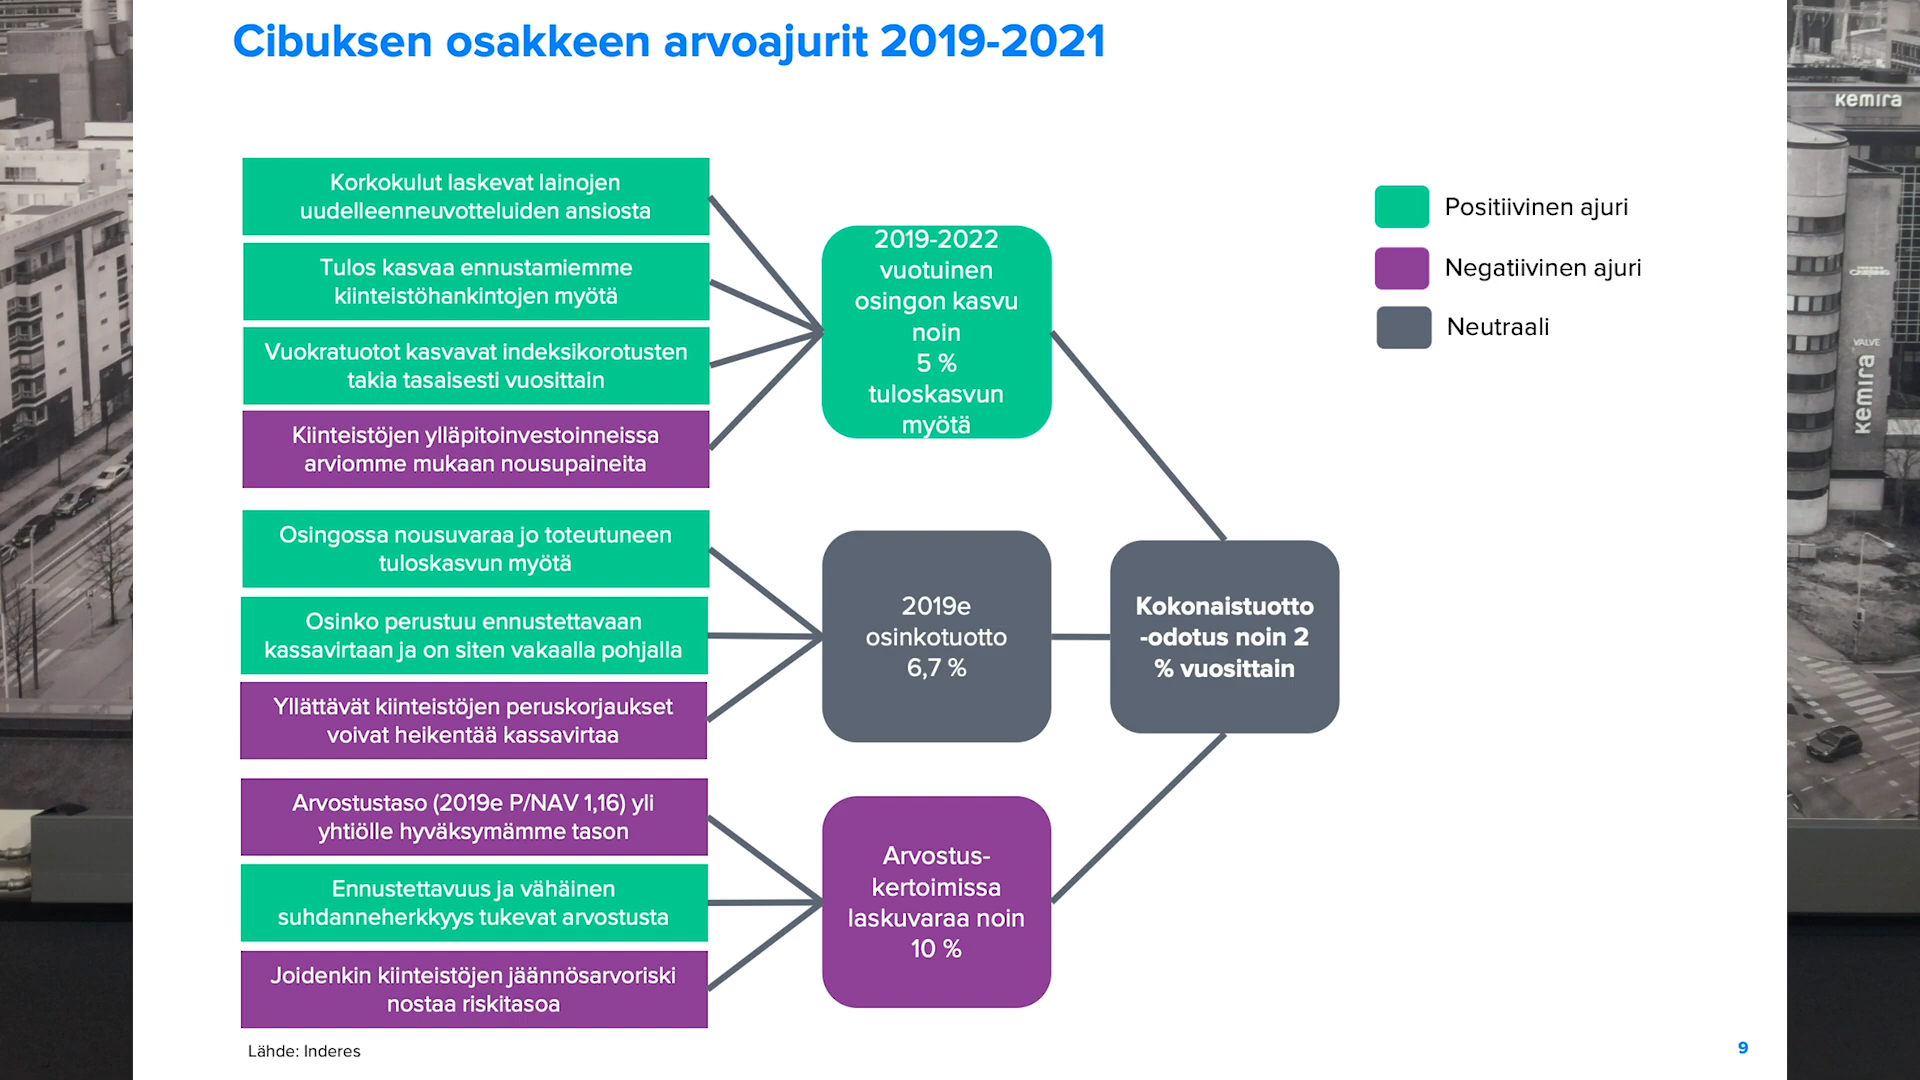 Cibuksen osakkeen arvoajurit 2019-2021
Korkokulut laskevat lainojen
uudelleenneuvotteluiden ansiosta
Tulos kasvaa ennustamiemme
kiinteistöhankintojen myötä
Vuokratuotot kasvavat indeksikorotusten
takia tasaisesti vuosittain
Kiinteistöjen ylläpitoinvestoinneissa
arviomme mukaan nousupaineita
Osingossa nousuvaraa jo toteutuneen
tuloskasvun myötä
Osinko perustuu ennustettavaan
kassavirtaan ja on siten vakaalla pohjalla
Yllättävät kiinteistöjen peruskorjaukset
voivat heikentää kassavirtaa
Arvostustaso (2019e P/NAV 1,16) yli
yhtiölle hyväksymämme tason
Ennustettavuus ja vähäinen
suhdanneherkkyys tukevat arvostusta
Joidenkin kiinteistöjen jäännösarvoriski
nostaa riskitasoa
2019-2022
vuotuinen
osingon kasvu
noin
5 %
tuloskasvun
myötä
2019e
osinkotuotto
6,7 %
Arvostus-
kertoimissa
laskuvaraa noin
10 %
Kokonaistuotto
-odotus noin 2
% vuosittain
Positiivinen ajuri
Negatiivinen ajuri
Neutraali
Lähde: Inderes
9
kemira
VALVE
kemira